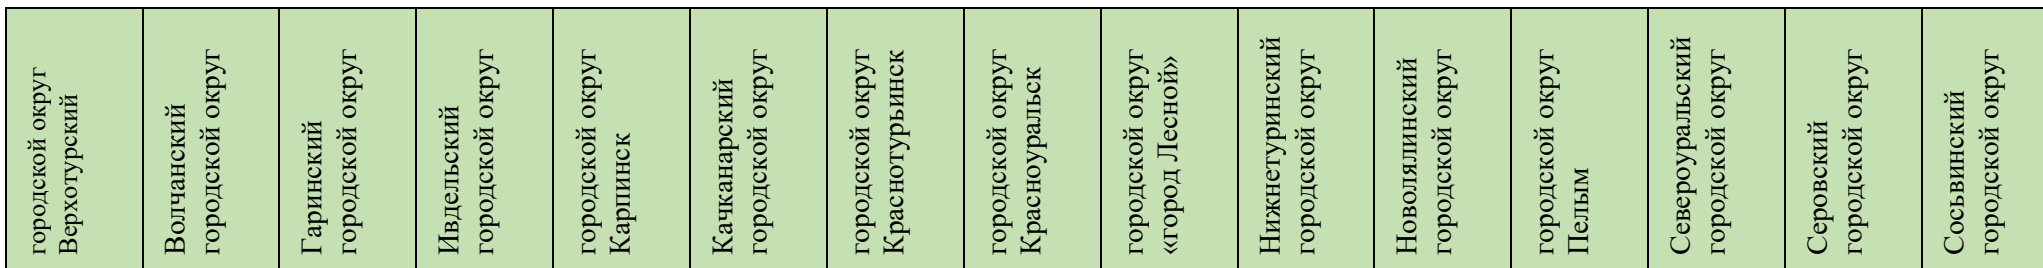 городской округ
Верхотурский
Волчанский
городской округ
Гаринский
городской округ
Ивдельский
городской округ
городской округ
Карпинск
Качканарский
городской округ
городской округ
Краснотурьинск
городской округ
Красноуральск
городской округ
«город Лесной»
Нижнетуринский
городской округ
Новолялинский
городской округ
городской округ
Пелым
Североуральский
городской округ
Серовский
городской округ
Сосьвинский
городской округ